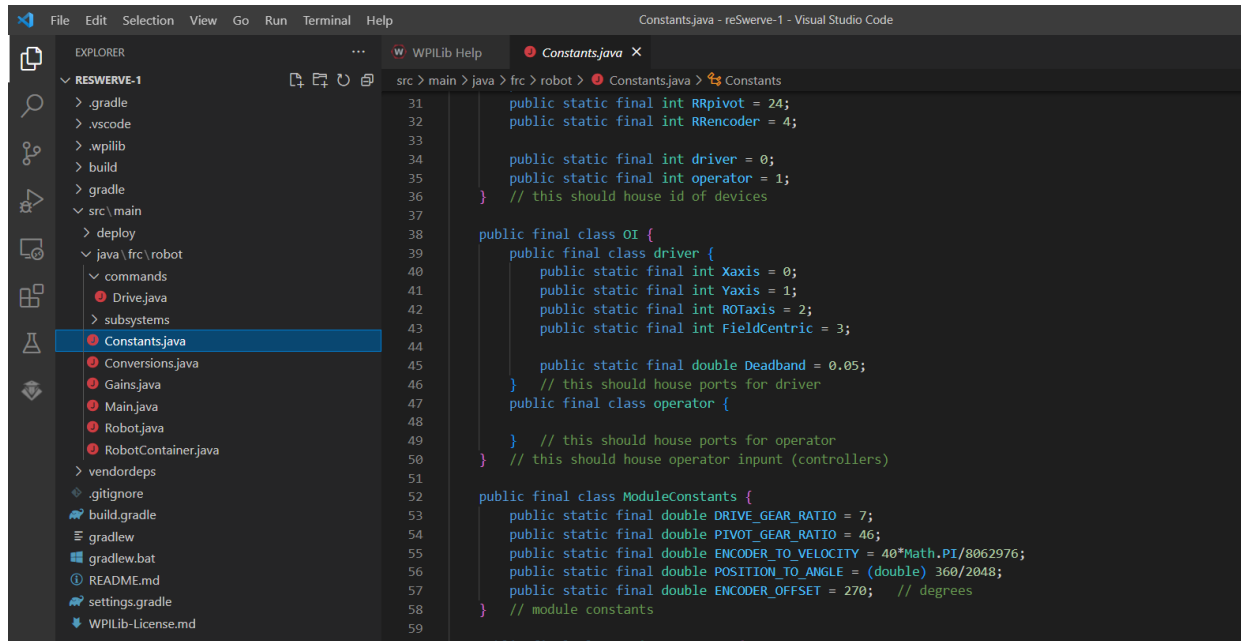 File Edit Selection View Go Run Terminal Help
Constants.java - reSwerve-1 - Visual Studio Code
EXPLORER
RESWERVE-1
> .gradle
> .vscode
> .wpilib
> build
> gradle
src\main
> deploy
java\frc\robot
commands
J Drive.java
> subsystems
J Constants.java
J Conversions.java
J Gains.java
J Main.java
J Robot.java
J RobotContainer.java
> vendordeps
.gitignore
build.gradle
gradlew
gradlew.bat
README.md
settings.gradle
WPILib-License.md
W WPILib Help
J Constants.java
src > main > java > frc > robot > J Constants.java > Constants
31 public static final int RRpivot = 24;
32 public static final int RRencoder = 4;
33
34 public static final int driver = 0;
35 public static final int operator = 1;
36 } // this should house id of devices
37
38 public final class OI {
39 public final class driver {
40 public static final int Xaxis = 0;
41 public static final int Yaxis = 1;
42 public static final int ROTaxis = 2;
43 public static final int FieldCentric = 3;
44
45 public static final double Deadband = 0.05;
46 } // this should house ports for driver
47 public final class operator {
48
49 } // this should house ports for operator
50 } // this should house operator inpunt (controllers)
51
52 public final class ModuleConstants {
53 public static final double DRIVE_GEAR_RATIO = 7;
54 public static final double PIVOT_GEAR_RATIO = 46;
55 public static final double ENCODER_TO_VELOCITY = 40*Math.PI/8062976;
56 public static final double POSITION_TO_ANGLE = (double) 360/2048;
57 public static final double ENCODER_OFFSET = 270; // degrees
58 } // module constants
59